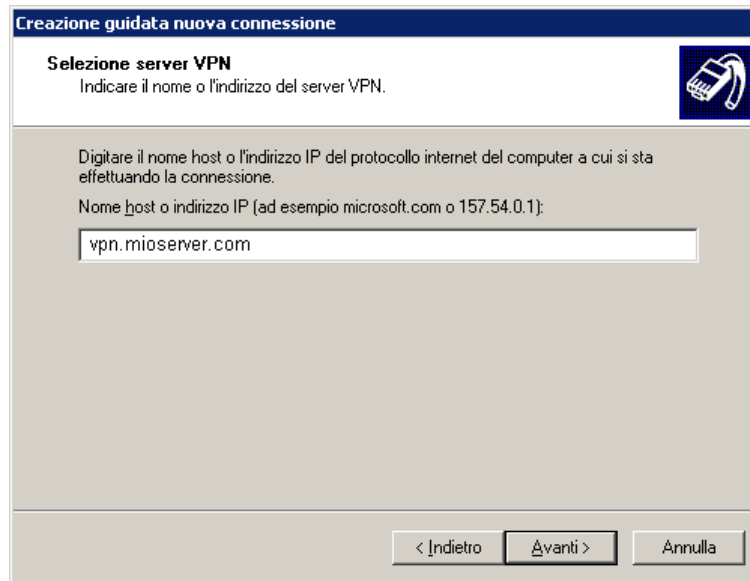 Creazione guidata nuova connessione
Selezione server VPN
Indicare il nome o l'indirizzo del server VPN.
Digitare il nome host o l'indirizzo IP del protocollo internet del computer a cui si sta
effettuando la connessione.
Nome host o indirizzo IP (ad esempio microsoft.com o 157.54.0.1):
vpn.mioserver.com
< Indietro Avanti > Annulla